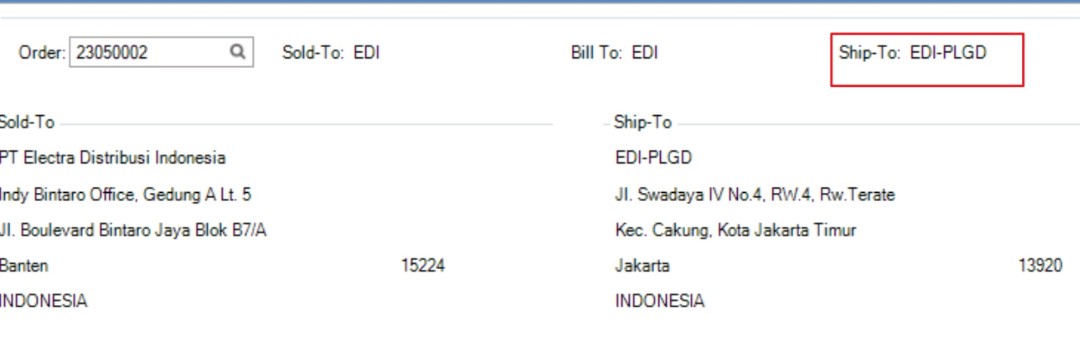 Order: 23050002 Sold-To: EDI Bill To: EDI Ship-To: EDI-PLGD
Sold-To Ship-To
PT Electra Distribusi Indonesia EDI-PLGD
Indy Bintaro Office, Gedung A Lt. 5 Jl. Swadaya IV No.4, RW.4, Rw.Terate
Jl. Boulevard Bintaro Jaya Blok B7/A Kec. Cakung, Kota Jakarta Timur
Banten 15224 Jakarta 13920
INDONESIA INDONESIA